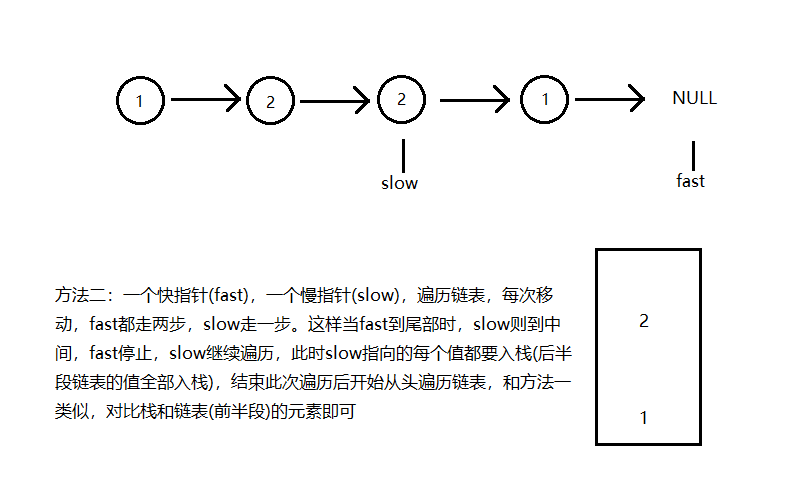 1 2 2 1 NULL
slow fast
方法二：一个快指针(fast)，一个慢指针(slow)，遍历链表，每次移
动，fast都走两步，slow走一步。这样当fast到尾部时，slow则到中
间，fast停止，slow继续遍历，此时slow指向的每个值都要入栈(后半
段链表的值全部入栈)，结束此次遍历后开始从头遍历链表，和方法一
类似，对比栈和链表(前半段)的元素即可
2
1